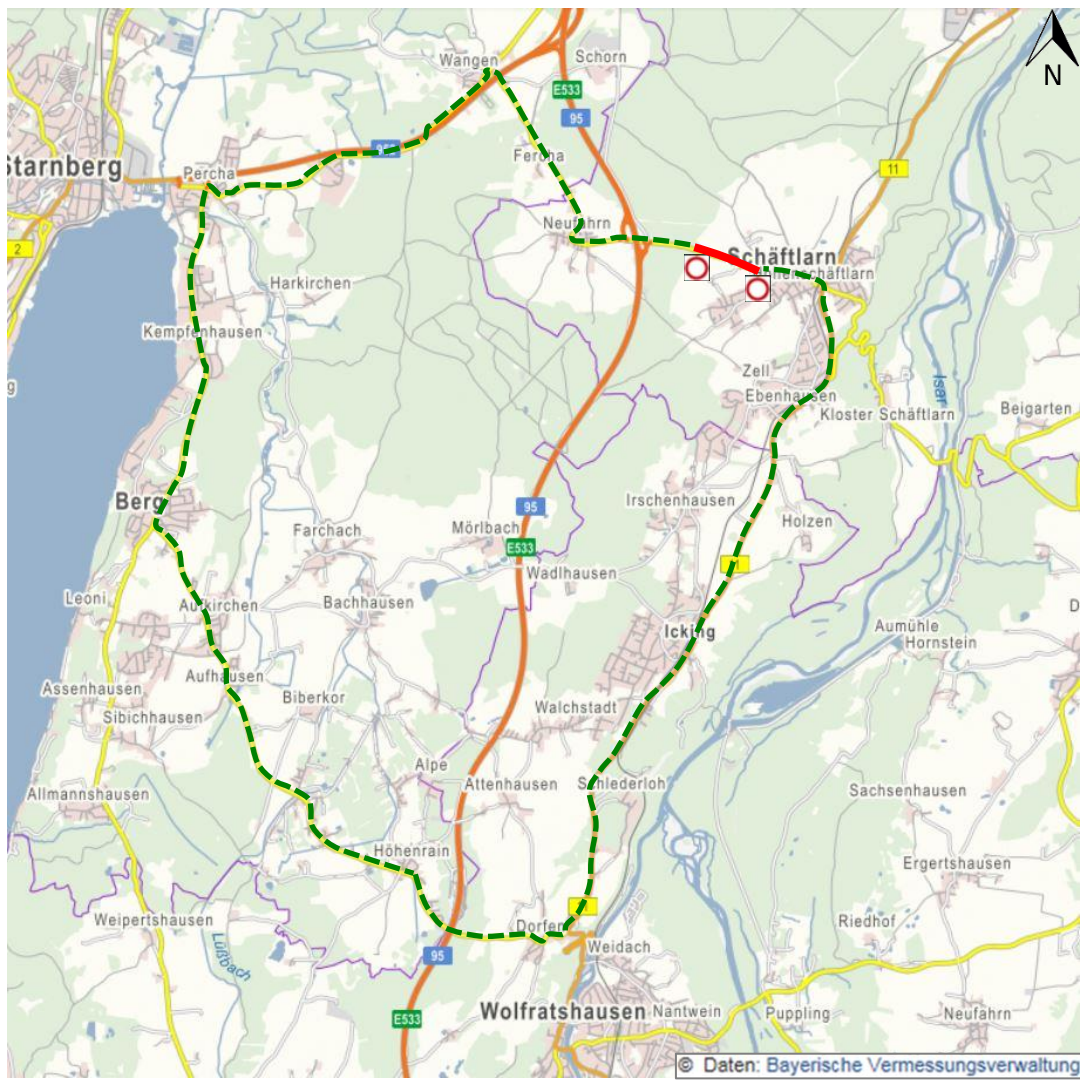 Wangen
Schorn
N
E533
95
11
Starnberg
Percha
952
Fercha
Neufahrn
2
Schäftlarn
Harkirchen
Kempfenhausen
Zell
Ebenhausen
Isar
Beigarten
Kloster Schäftlarn
g
Berg
Irschenhausen
95
Mörlbach
Holzen
Farchach
E533
Wadlhausen
Leoni
Aufkirchen
Bachhausen
D
Icking
Aumühle
Hornstein
Aufhausen
Assenhausen
Biberkor
Sibichhausen
Walchstadt
Alpe
Attenhausen
Schlederloh
Allmannshausen
Sachsenhausen
Höhenrain
Ergertshausen
Weipertshausen
Dorfen
Riedhof
Lüßbach
95
Weidach
Wolfratshausen
Nantwein
Puppling
Neufahrn
E533
© Daten: Bayerische Vermessungsverwaltung